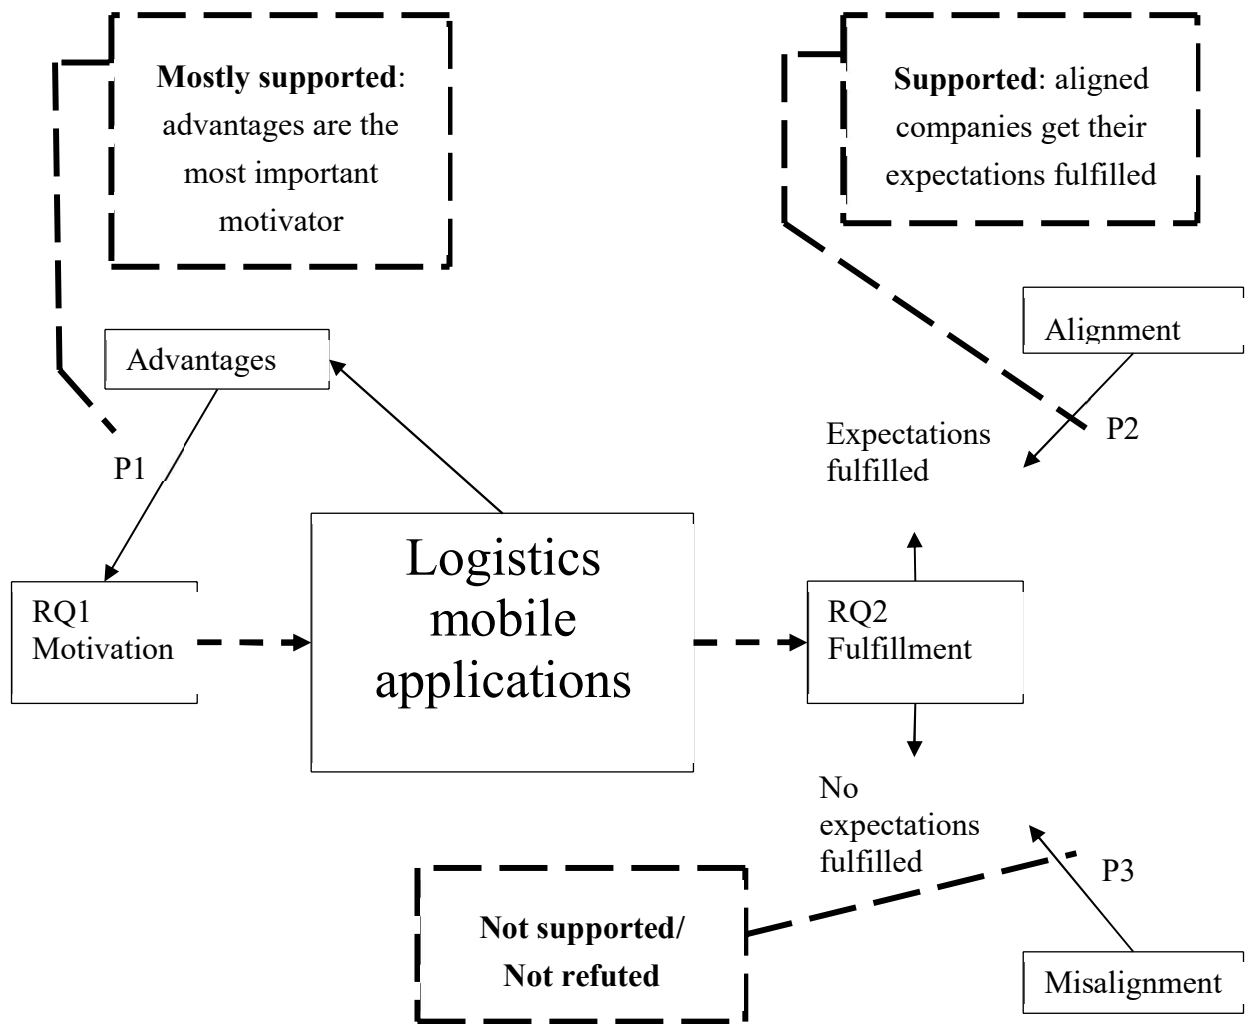 Mostly supported:
advantages are the
most important
motivator
Supported: aligned
companies get their
expectations fulfilled
Advantages
Alignment
P1
Expectations
fulfilled
P2
Logistics
mobile
applications
RQ1
Motivation
RQ2
Fulfillment
No
expectations
fulfilled
P3
Not supported/
Not refuted
Misalignment